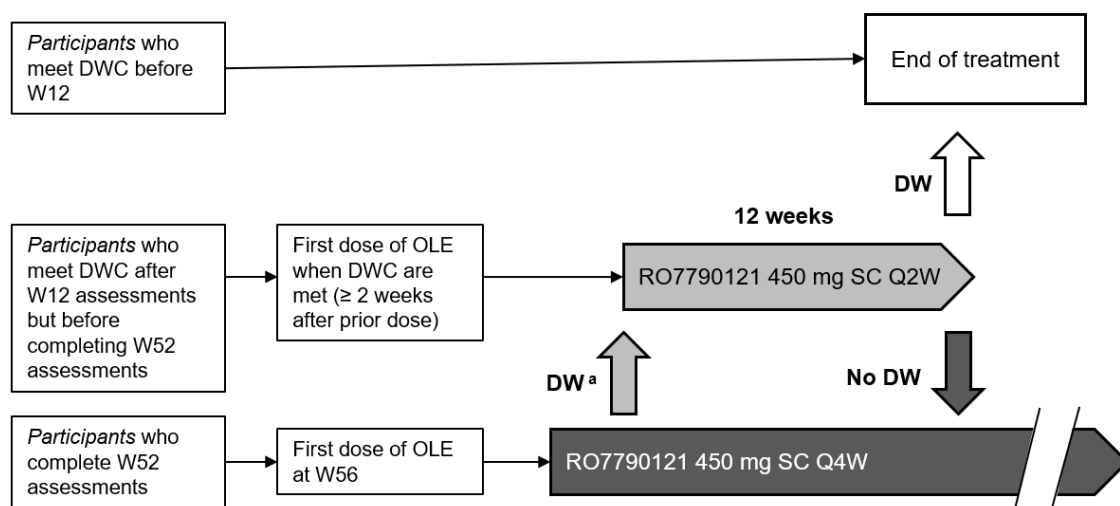 Participants who
meet DWC before
W12
End of treatment
DW
12 weeks
Participants who
meet DWC after
W12 assessments
but before
completing W52
assessments
First dose of OLE
when DWC are
met (≥ 2 weeks
after prior dose)
RO7790121 450 mg SC Q2W
DW a
No DW
Participants who
complete W52
assessments
First dose of OLE
at W56
RO7790121 450 mg SC Q4W